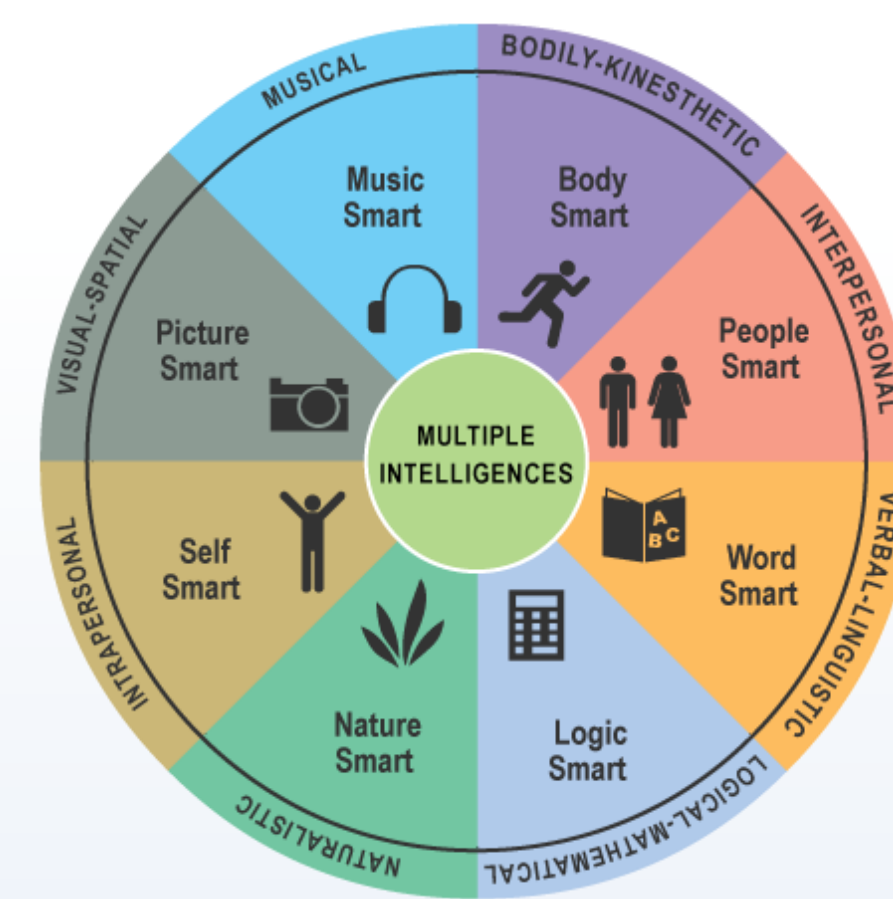 MUSICAL
BODILY-KINESTHETIC
INTERPERSONAL
VERBAL-LINGUISTIC
LOGICAL-MATHEMATICAL
NATURALISTIC
INTRAPERSONAL
VISUAL-SPATIAL
Music
Smart
Body
Smart
People
Smart
A
B C
Word
Smart
Logic
Smart
Nature
Smart
Self
Smart
Picture
Smart
MULTIPLE
INTELLIGENCES